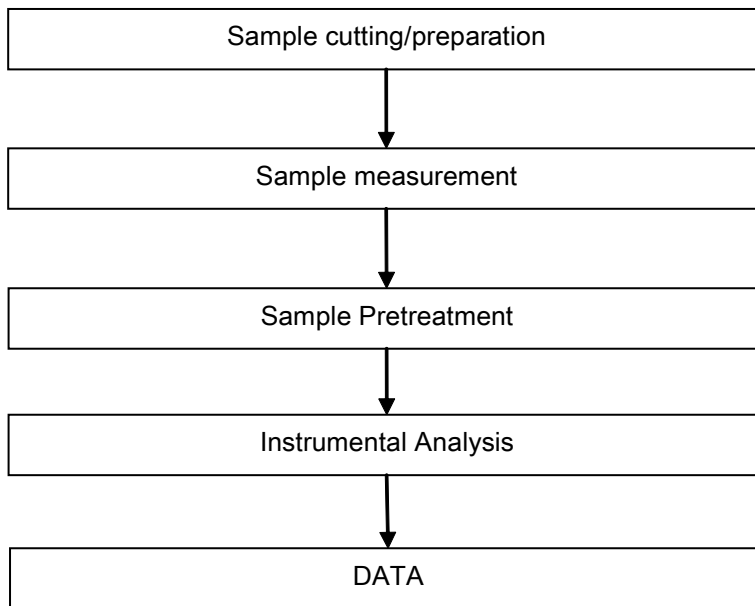 Sample cutting/preparation
Sample measurement
Sample Pretreatment
Instrumental Analysis
DATA